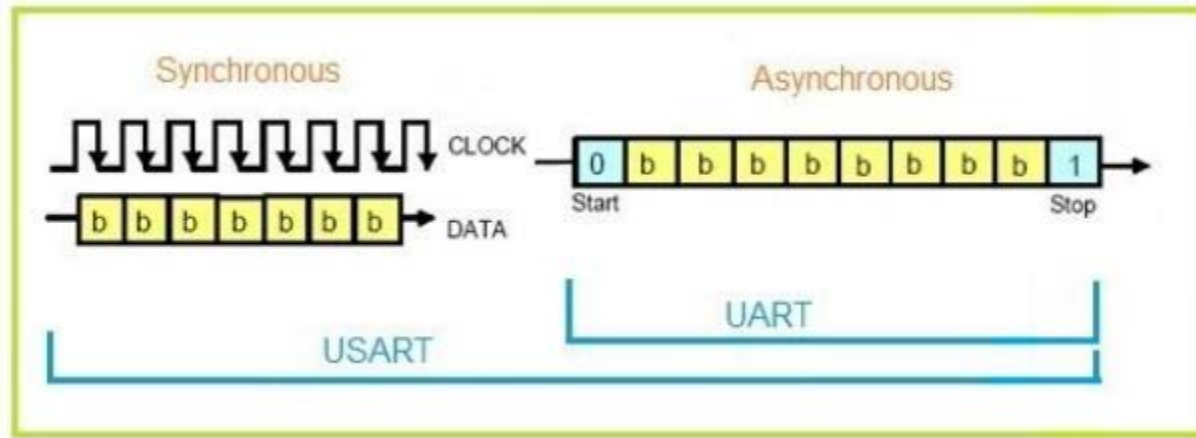 Synchronous
CLOCK
b b b b b b b
DATA
Asynchronous
0 b b b b b b b b 1
Start Stop
UART
USART